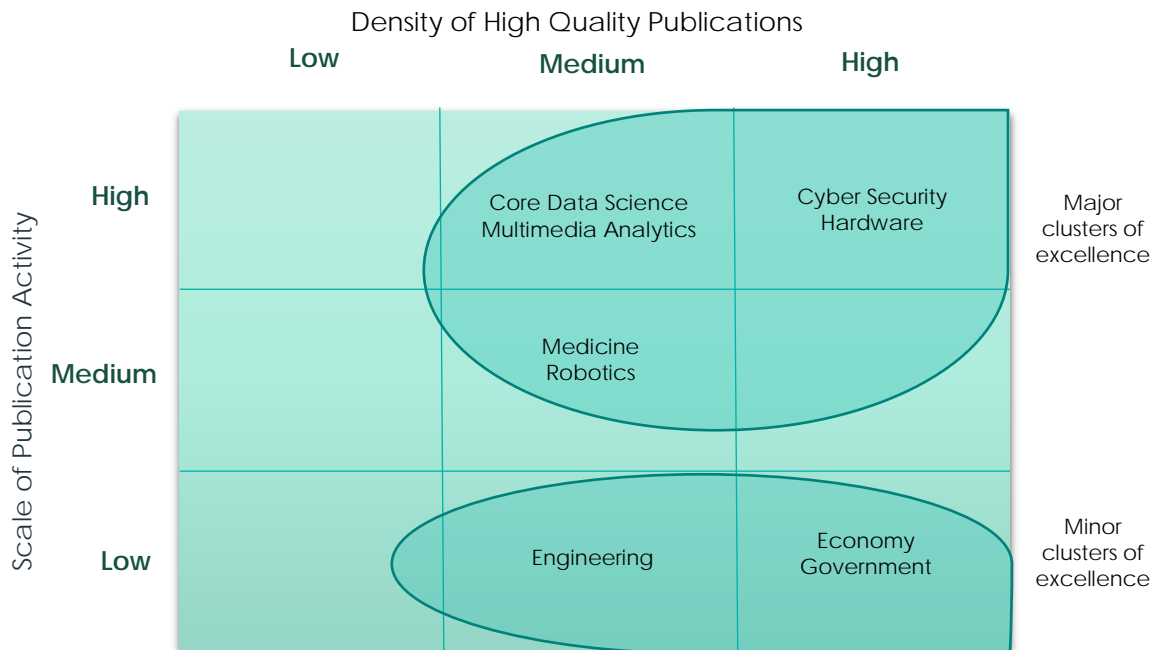 Density of High Quality Publications
Low
Medium
High
Scale of Publication Activity
High
Core Data Science
Multimedia Analytics
Cyber Security
Hardware
Major
clusters of
excellence
Medium
Medicine
Robotics
Low
Engineering
Economy
Government
Minor
clusters of
excellence